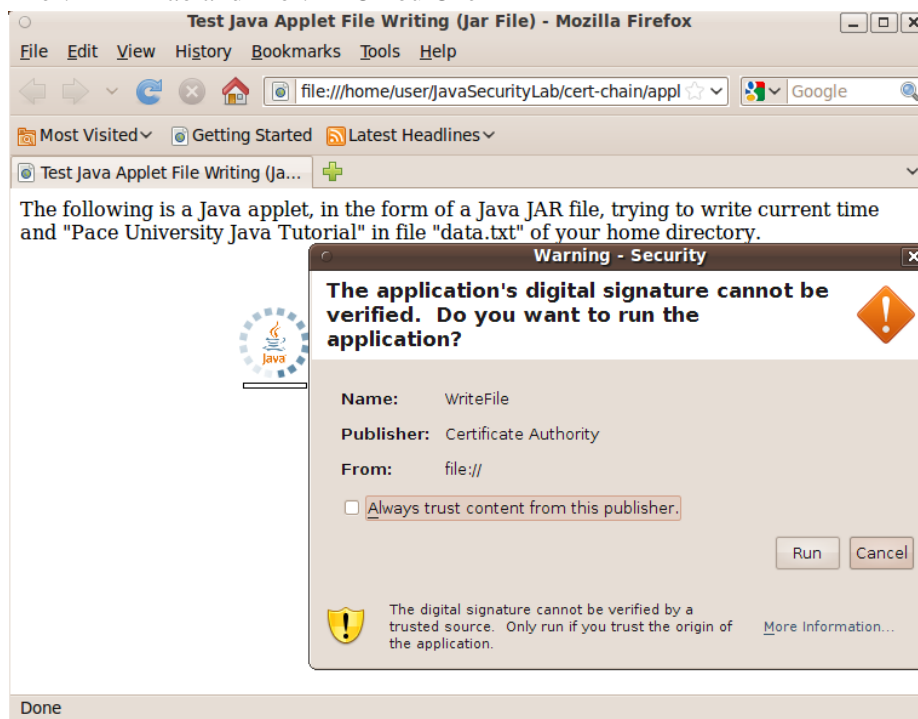 Test Java Applet File Writing (Jar File) - Mozilla Firefox
File Edit View History Bookmarks Tools Help
file:///home/user/JavaSecurityLab/cert-chain/appl
Google
Most Visited Getting Started Latest Headlines
Test Java Applet File Writing (Ja...
The following is a Java applet, in the form of a Java JAR file, trying to write current time
and "Pace University Java Tutorial" in file "data.txt" of your home directory.
Java
Warning - Security
The application's digital signature cannot be
verified. Do you want to run the
application?
Name: WriteFile
Publisher: Certificate Authority
From: file://
Always trust content from this publisher.
Run Cancel
The digital signature cannot be verified by a
trusted source. Only run if you trust the origin of
the application.
More Information...
Done